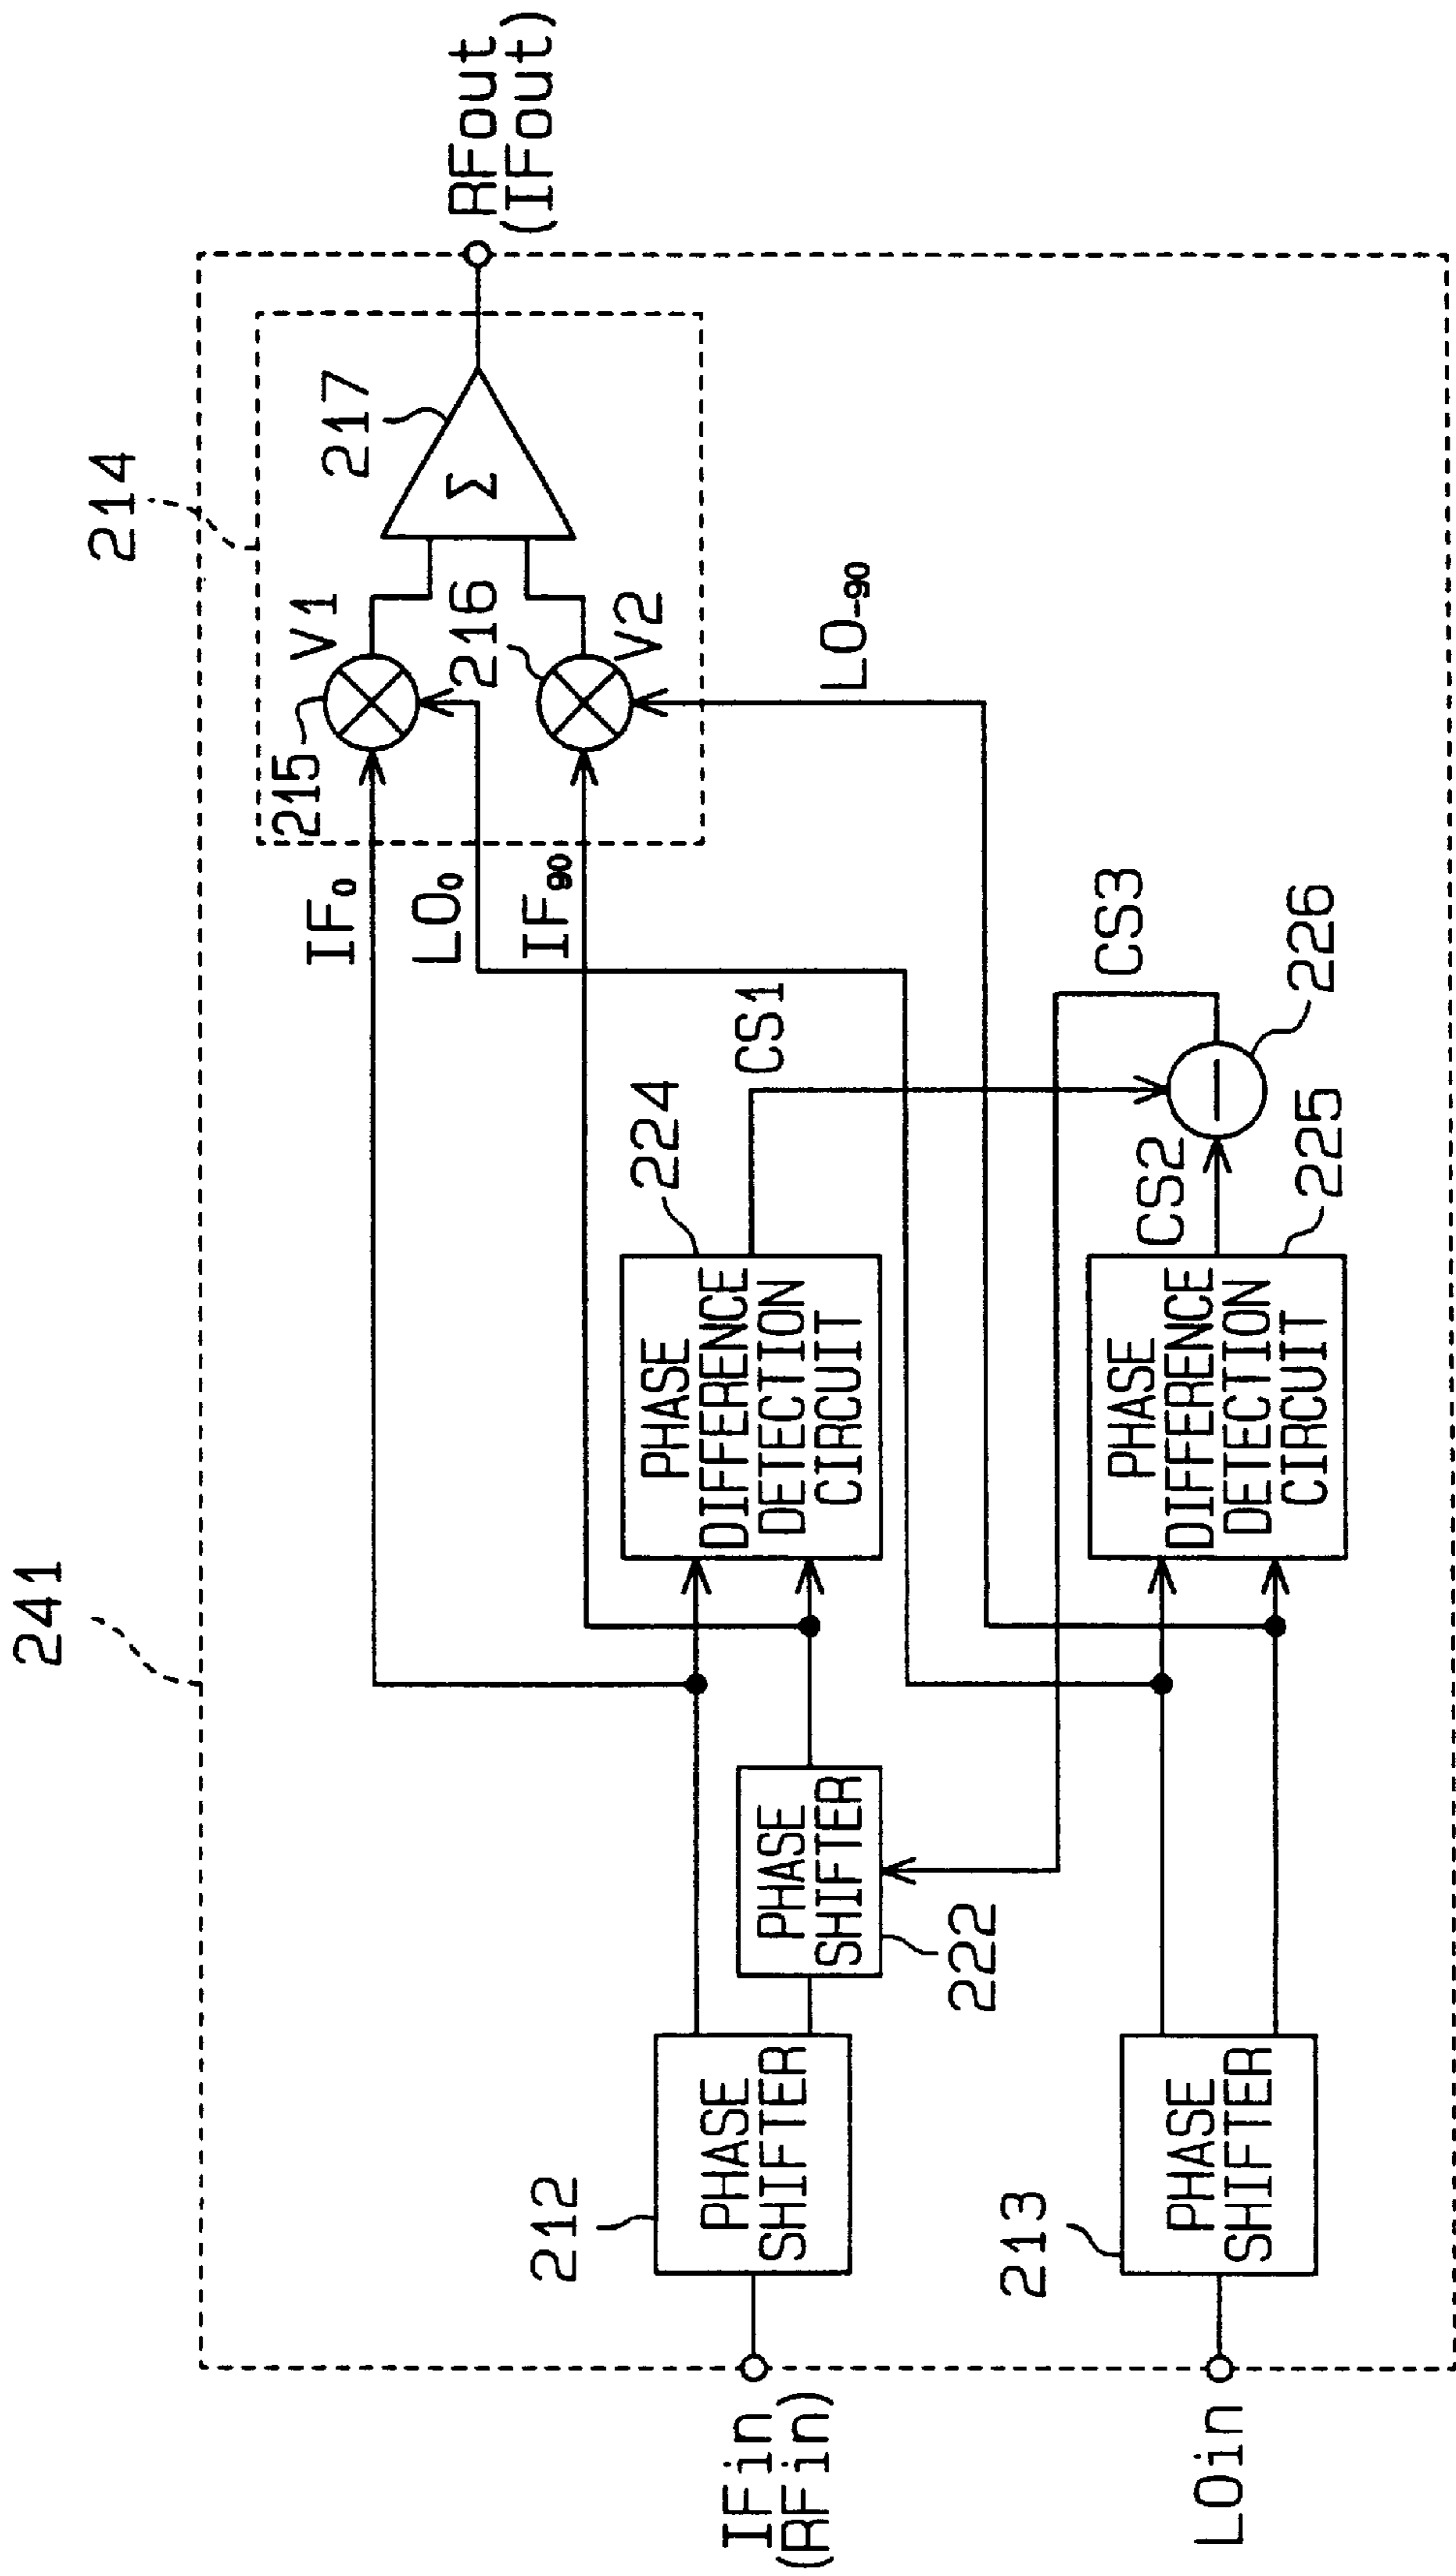 241
214
217
Σ
RFout
(IFout)
215
V1
216
V2
IF₀
LO₀
IF₉₀
LO₋₉₀
CS1
224
PHASE
DIFFERENCE
DETECTION
CIRCUIT
CS3
226
CS2
225
PHASE
DIFFERENCE
DETECTION
CIRCUIT
PHASE
SHIFTER
222
212
PHASE
SHIFTER
213
PHASE
SHIFTER
IFin
(RFin)
LOin